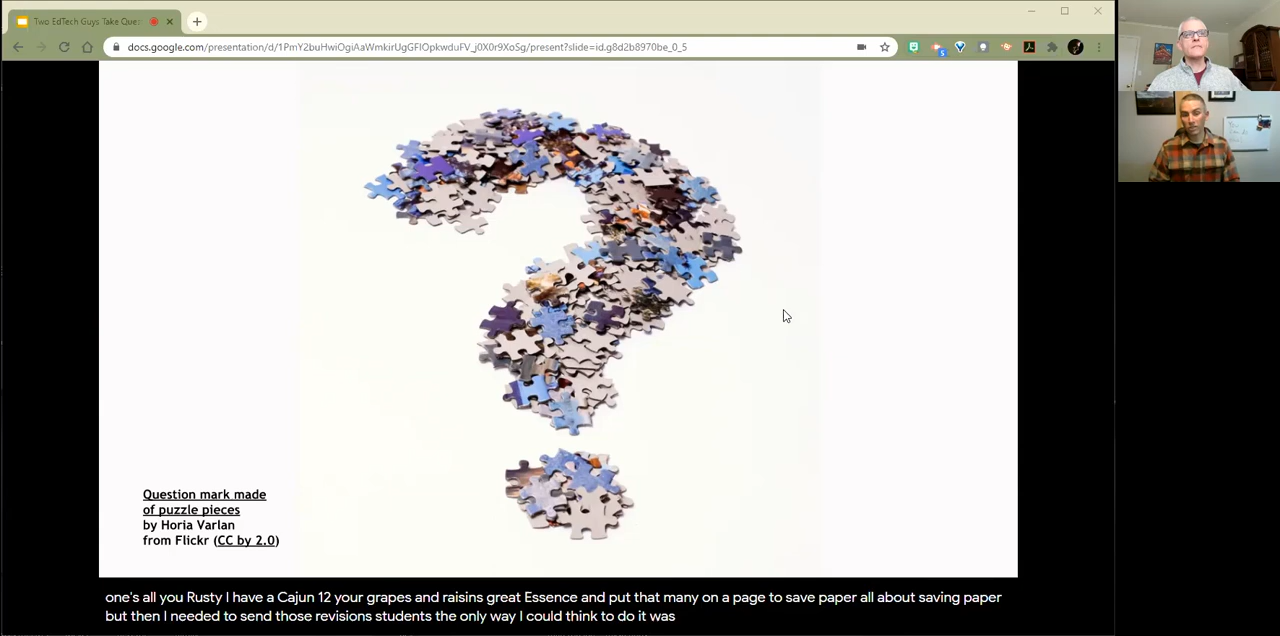 Two EdTech Guys Take Ques
docs.google.com/presentation/d/1PmY2buHwiOgiAaWmkirUgGFIOpkwduFV_j0X0r9XoSg/present?slide=id.g8d2b8970be_0_5
5
Question mark made
of puzzle pieces
by Horia Varlan
from Flickr (CC by 2.0)
one's all you Rusty I have a Cajun 12 your grapes and raisins great Essence and put that many on a page to save paper all about saving paper
but then I needed to send those revisions students the only way I could think to do it was